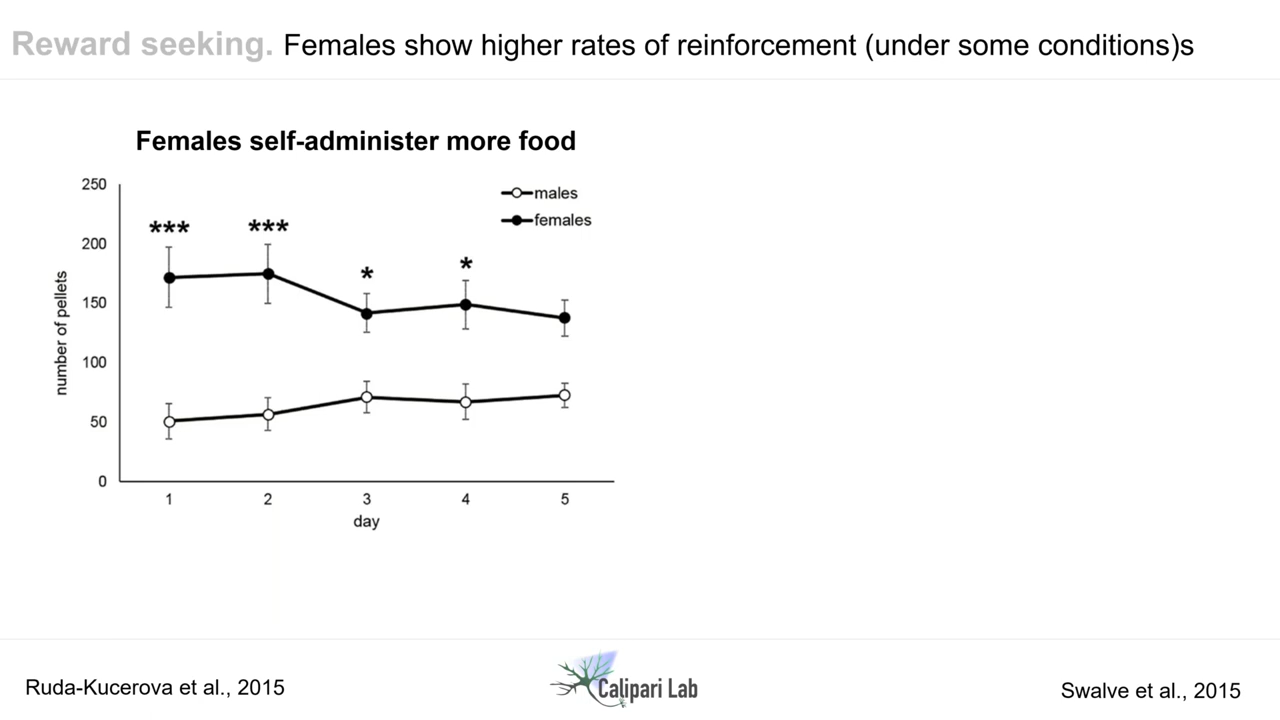 Reward seeking. Females show higher rates of reinforcement (under some conditions)s
Females self-administer more food
250
200
150
100
50
0
number of pellets
*** *** * *
males
females
1 2 3 4 5
day
Ruda-Kucerova et al., 2015
Calipari Lab
Swalve et al., 2015